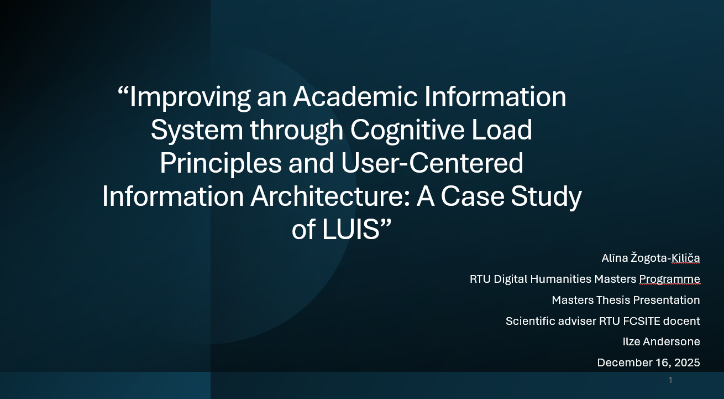 “Improving an Academic Information
System through Cognitive Load
Principles and User-Centered
Information Architecture: A Case Study
of LUIS”
Alīna Žogota-Kiliča
RTU Digital Humanities Masters Programme
Masters Thesis Presentation
Scientific adviser RTU FCSITE docent
Ilze Andersone
December 16, 2025
1